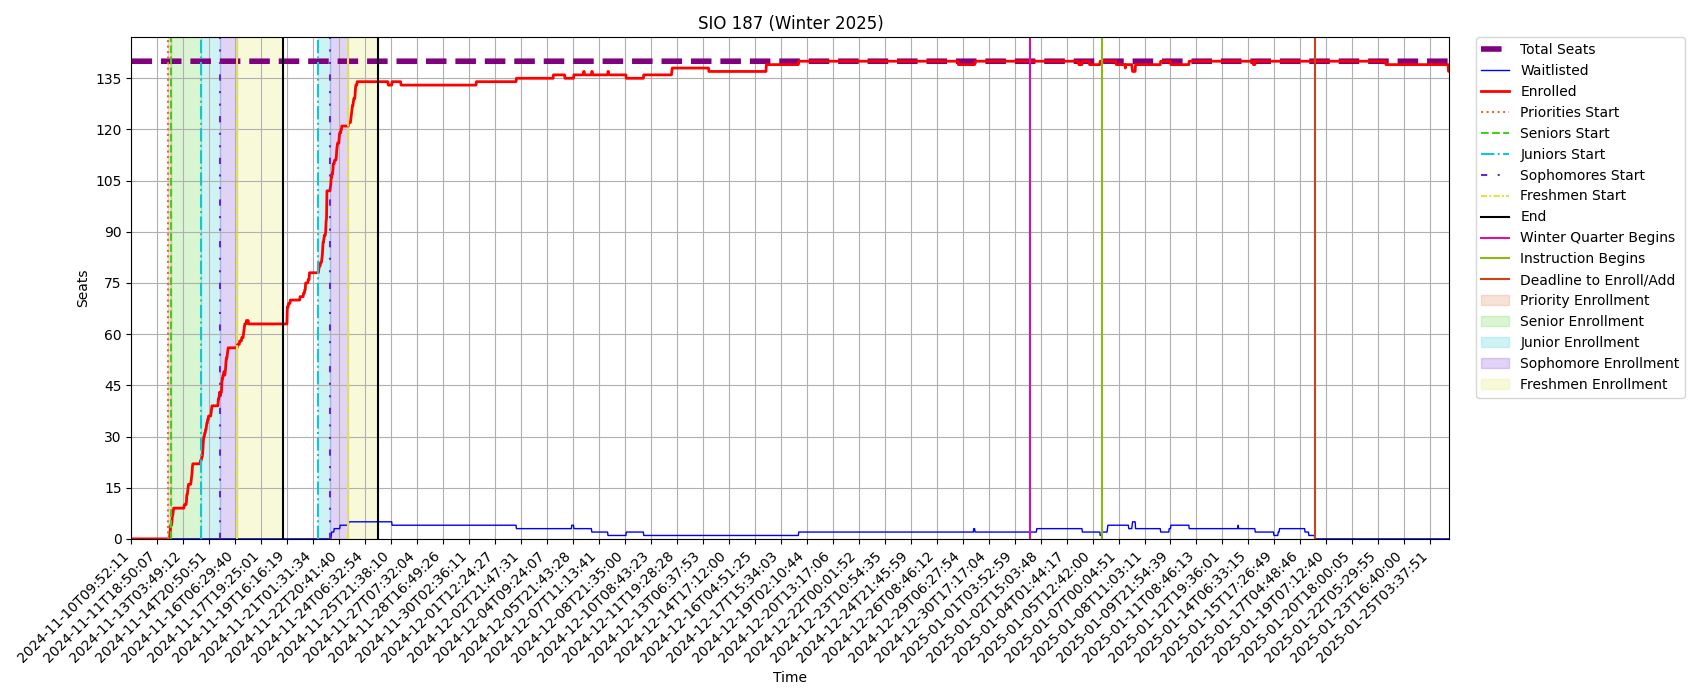 SIO 187 (Winter 2025)
Seats
135
120
105
90
75
60
45
30
15
0
2024-11-10T09:52:11
2024-11-11T18:50:07
2024-11-13T03:49:12
2024-11-14T20:50:51
2024-11-16T06:29:40
2024-11-17T19:25:01
2024-11-19T16:16:19
2024-11-21T01:31:34
2024-11-22T20:41:40
2024-11-24T06:32:54
2024-11-25T21:38:10
2024-11-27T07:32:04
2024-11-28T16:49:26
2024-11-30T02:36:11
2024-12-01T12:24:27
2024-12-02T21:47:31
2024-12-04T09:24:07
2024-12-05T21:43:28
2024-12-07T11:13:41
2024-12-08T21:35:00
2024-12-10T08:43:23
2024-12-11T19:28:28
2024-12-13T06:37:53
2024-12-14T17:12:00
2024-12-16T04:51:25
2024-12-17T15:34:03
2024-12-19T02:10:44
2024-12-20T13:17:06
2024-12-22T00:01:52
2024-12-23T10:54:35
2024-12-24T21:45:59
2024-12-26T08:46:12
2024-12-29T06:27:54
2024-12-30T17:17:04
2025-01-01T03:52:59
2025-01-02T15:03:48
2025-01-04T01:44:17
2025-01-05T12:42:00
2025-01-07T00:04:51
2025-01-08T11:03:11
2025-01-09T21:54:39
2025-01-11T08:46:13
2025-01-12T19:36:01
2025-01-14T06:33:15
2025-01-15T17:26:49
2025-01-17T04:48:46
2025-01-19T07:12:40
2025-01-20T18:00:05
2025-01-22T05:29:55
2025-01-23T16:40:00
2025-01-25T03:37:51
Time
Total Seats
Waitlisted
Enrolled
Priorities Start
Seniors Start
Juniors Start
Sophomores Start
Freshmen Start
End
Winter Quarter Begins
Instruction Begins
Deadline to Enroll/Add
Priority Enrollment
Senior Enrollment
Junior Enrollment
Sophomore Enrollment
Freshmen Enrollment